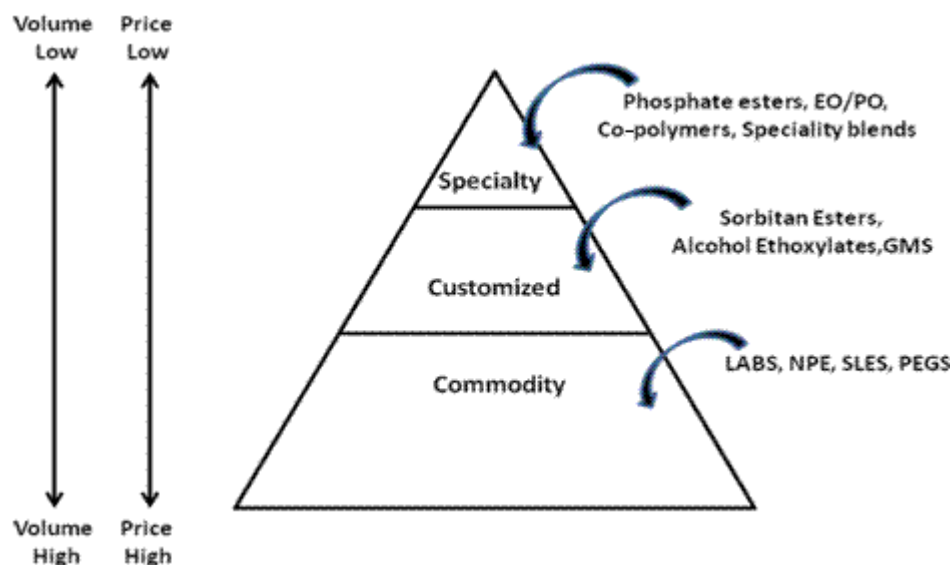 Volume
Low
Price
Low
Phosphate esters, EO/PO,
Co-polymers, Speciality blends
Specialty
Sorbitan Esters,
Alcohol Ethoxylates,GMS
Customized
LABS, NPE, SLES, PEGS
Commodity
Volume
High
Price
High